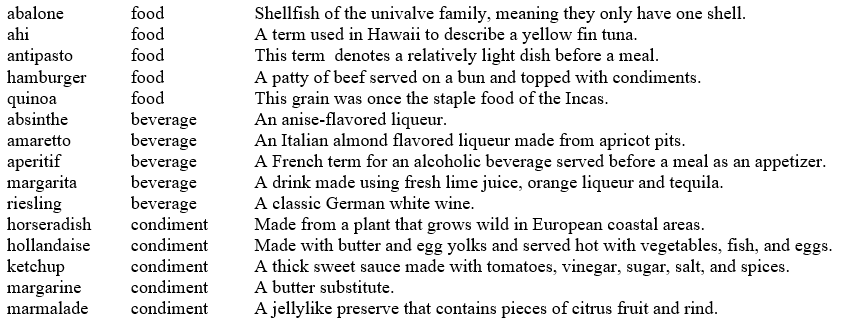 abalone food Shellfish of the univalve family, meaning they only have one shell.
ahi food A term used in Hawaii to describe a yellow fin tuna.
antipasto food This term denotes a relatively light dish before a meal.
hamburger food A patty of beef served on a bun and topped with condiments.
quinoa food This grain was once the staple food of the Incas.
absinthe beverage An anise-flavored liqueur.
amaretto beverage An Italian almond flavored liqueur made from apricot pits.
aperitif beverage A French term for an alcoholic beverage served before a meal as an appetizer.
margarita beverage A drink made using fresh lime juice, orange liqueur and tequila.
riesling beverage A classic German white wine.
horseradish condiment Made from a plant that grows wild in European coastal areas.
hollandaise condiment Made with butter and egg yolks and served hot with vegetables, fish, and eggs.
ketchup condiment A thick sweet sauce made with tomatoes, vinegar, sugar, salt, and spices.
margarine condiment A butter substitute.
marmalade condiment A jellylike preserve that contains pieces of citrus fruit and rind.